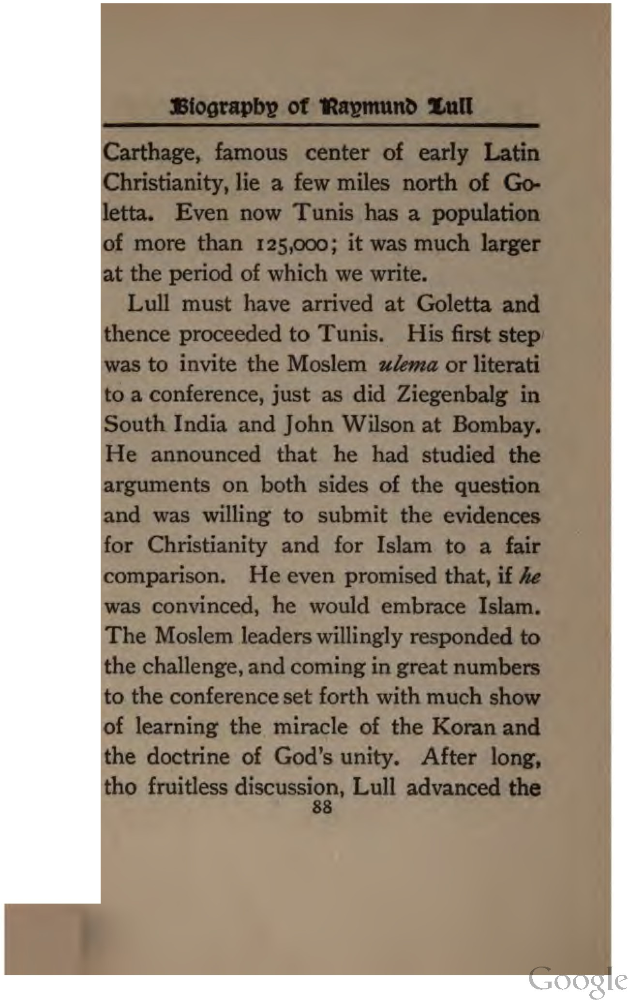 Biography of Raymund Lull
Carthage, famous center of early Latin
Christianity, lie a few miles north of Go-
letta. Even now Tunis has a population
of more than 125,000; it was much larger
at the period of which we write.
Lull must have arrived at Goletta and
thence proceeded to Tunis. His first step
was to invite the Moslem ulema or literati
to a conference, just as did Ziegenbalg in
South India and John Wilson at Bombay.
He announced that he had studied the
arguments on both sides of the question
and was willing to submit the evidences
for Christianity and for Islam to a fair
comparison. He even promised that, if he
was convinced, he would embrace Islam.
The Moslem leaders willingly responded to
the challenge, and coming in great numbers
to the conference set forth with much show
of learning the miracle of the Koran and
the doctrine of God's unity. After long,
tho fruitless discussion, Lull advanced the
88
Google